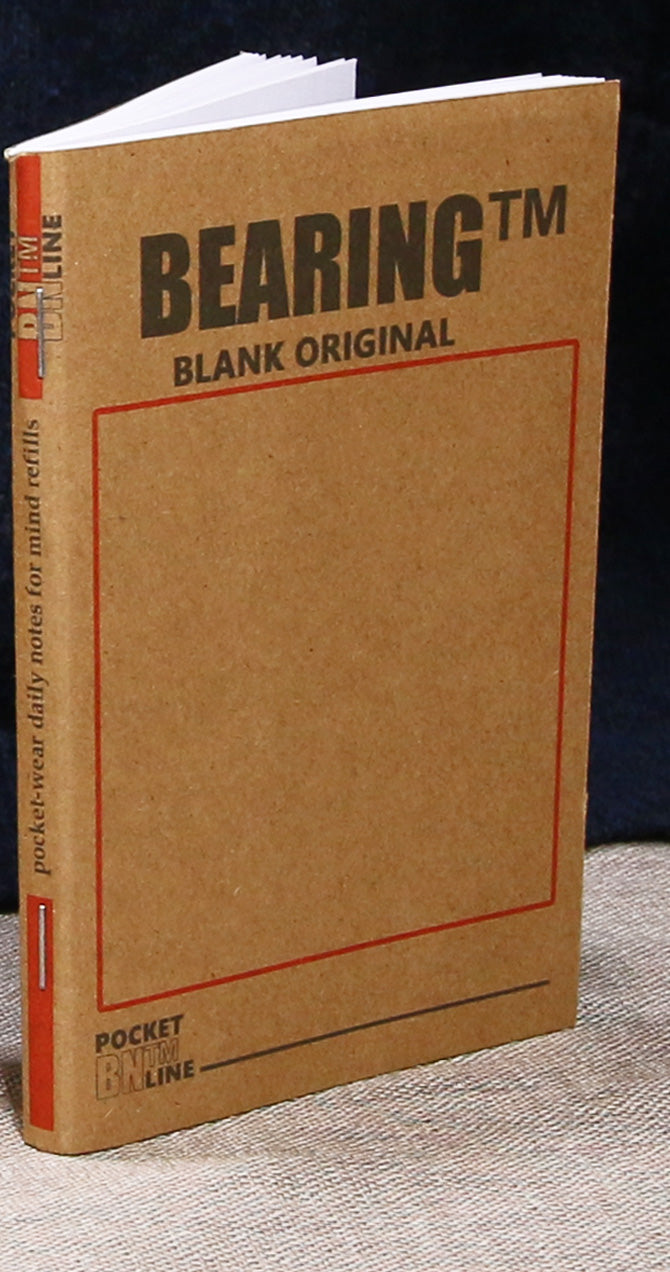 BEARING™
BLANK ORIGINAL
POCKET
BN™
LINE
BN™
LINE
pocket-wear daily notes for mind refills